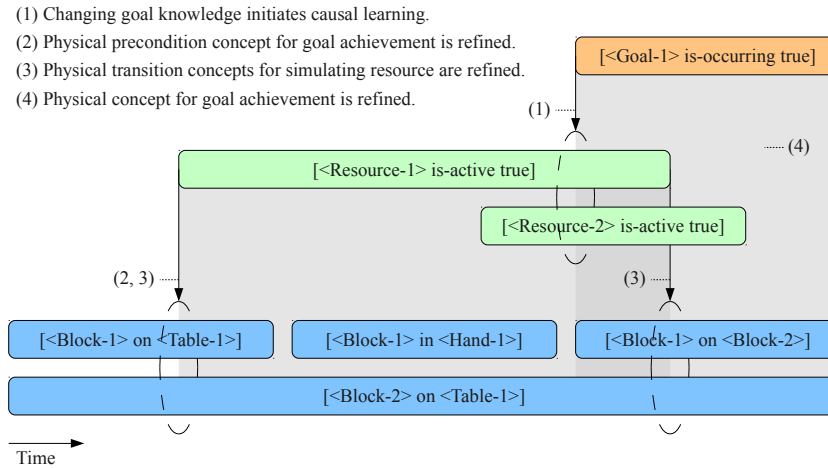 (1) Changing goal knowledge initiates causal learning.
(2) Physical precondition concept for goal achievement is refined.
(3) Physical transition concepts for simulating resource are refined.
(4) Physical concept for goal achievement is refined.
[<Goal-1> is-occurring true]
(1)
(4)
[<Resource-1> is-active true]
[<Resource-2> is-active true]
(2, 3)
(3)
[<Block-1> on <Table-1>]
[<Block-1> in <Hand-1>]
[<Block-1> on <Block-2>]
[<Block-2> on <Table-1>]
Time